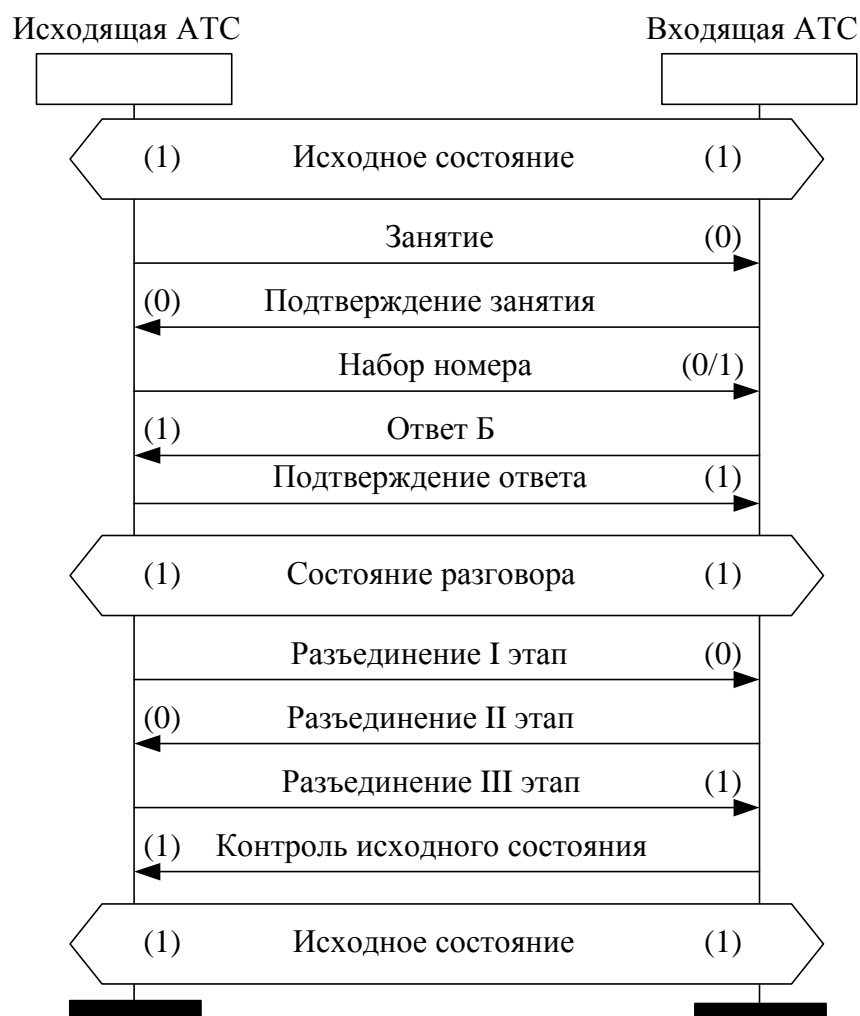 Исходящая АТС Входящая АТС
(1) Исходное состояние (1)
Занятие (0)
(0) Подтверждение занятия
Набор номера (0/1)
(1) Ответ Б
Подтверждение ответа (1)
(1) Состояние разговора (1)
Разъединение I этап (0)
(0) Разъединение II этап
Разъединение III этап (1)
(1) Контроль исходного состояния
(1) Исходное состояние (1)